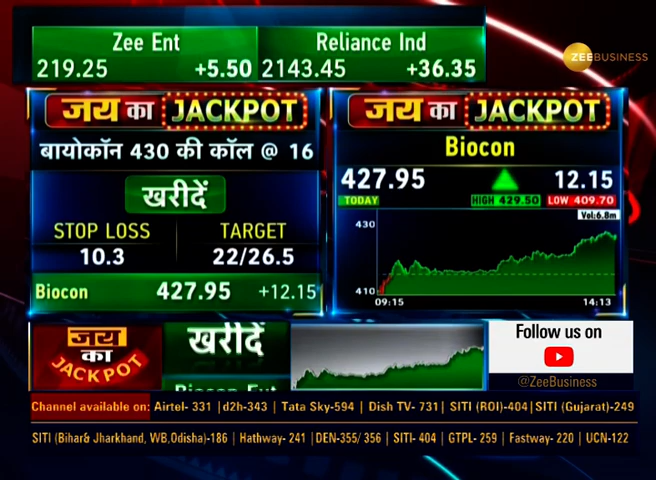 Zee Ent
219.25 +5.50
Reliance Ind
2143.45 +36.35
ZEEBUSINESS
जय का JACKPOT
बायोकॉन 430 की कॉल @ 16
खरीदें
STOP LOSS TARGET
10.3 22/26.5
Biocon 427.95 +12.15
जय का JACKPOT
Biocon
427.95 12.15
TODAY HIGH 429.50 LOW 409.70
Vol:6.8m
430
410
09:15 14:13
जय
का
JACKPOT
खरीदें
Follow us on
@ZeeBusiness
Channel available on: Airtel- 331 |d2h-343 | Tata Sky-594 | Dish TV- 731| SITI (ROI)-404| SITI (Gujarat)-249
SITI (Bihar& Jharkhand, WB,Odisha)-186 | Hathway- 241 |DEN-355/ 356 | SITI- 404 | GTPL- 259 | Fastway- 220 | UCN-122